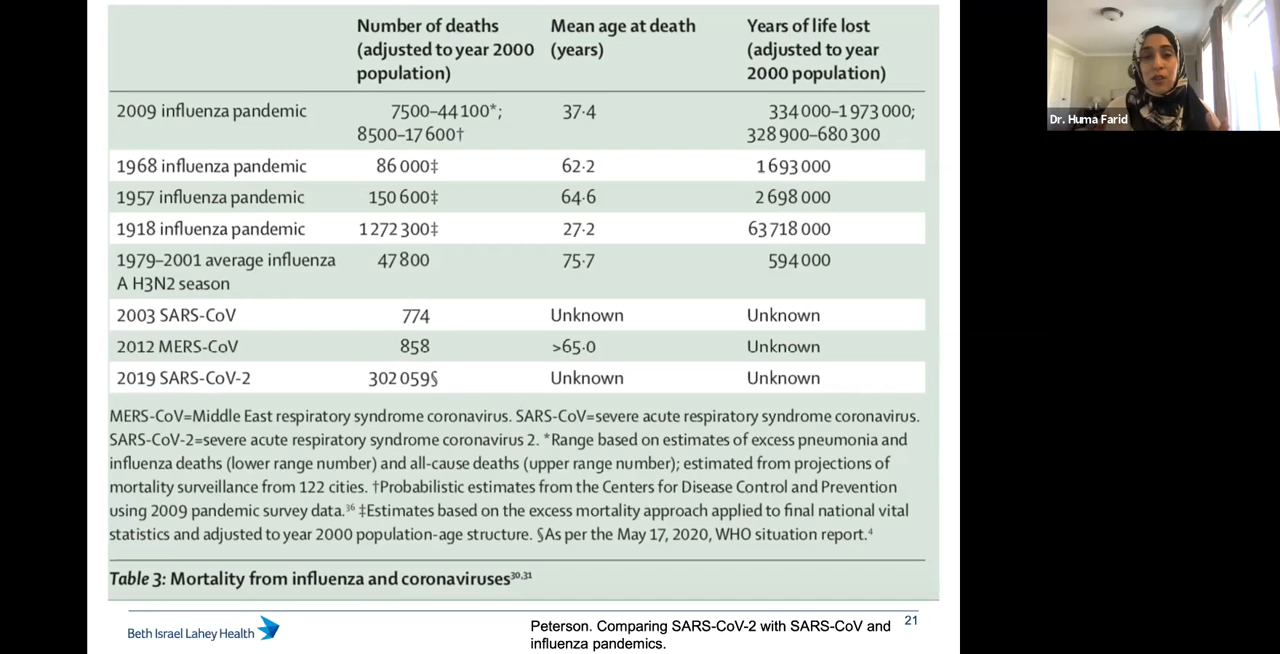 Number of deaths (adjusted to year 2000 population)
Mean age at death (years)
Years of life lost (adjusted to year 2000 population)
2009 influenza pandemic 7500–44 100*; 8500–17 600† 37·4 334 000–1 973 000; 328 900–680 300
1968 influenza pandemic 86 000‡ 62·2 1 693 000
1957 influenza pandemic 150 600‡ 64·6 2 698 000
1918 influenza pandemic 1 272 300‡ 27·2 63 718 000
1979–2001 average influenza A H3N2 season 47 800 75·7 594 000
2003 SARS-CoV 774 Unknown Unknown
2012 MERS-CoV 858 >65·0 Unknown
2019 SARS-CoV-2 302 059§ Unknown Unknown
MERS-CoV=Middle East respiratory syndrome coronavirus. SARS-CoV=severe acute respiratory syndrome coronavirus.
SARS-CoV-2=severe acute respiratory syndrome coronavirus 2. *Range based on estimates of excess pneumonia and
influenza deaths (lower range number) and all-cause deaths (upper range number); estimated from projections of
mortality surveillance from 122 cities. †Probabilistic estimates from the Centers for Disease Control and Prevention
using 2009 pandemic survey data.³⁶ ‡Estimates based on the excess mortality approach applied to final national vital
statistics and adjusted to year 2000 population-age structure. §As per the May 17, 2020, WHO situation report.⁴
Table 3: Mortality from influenza and coronaviruses³⁰,³¹
Beth Israel Lahey Health
Peterson. Comparing SARS-CoV-2 with SARS-CoV and
influenza pandemics.
21
Dr. Huma Farid